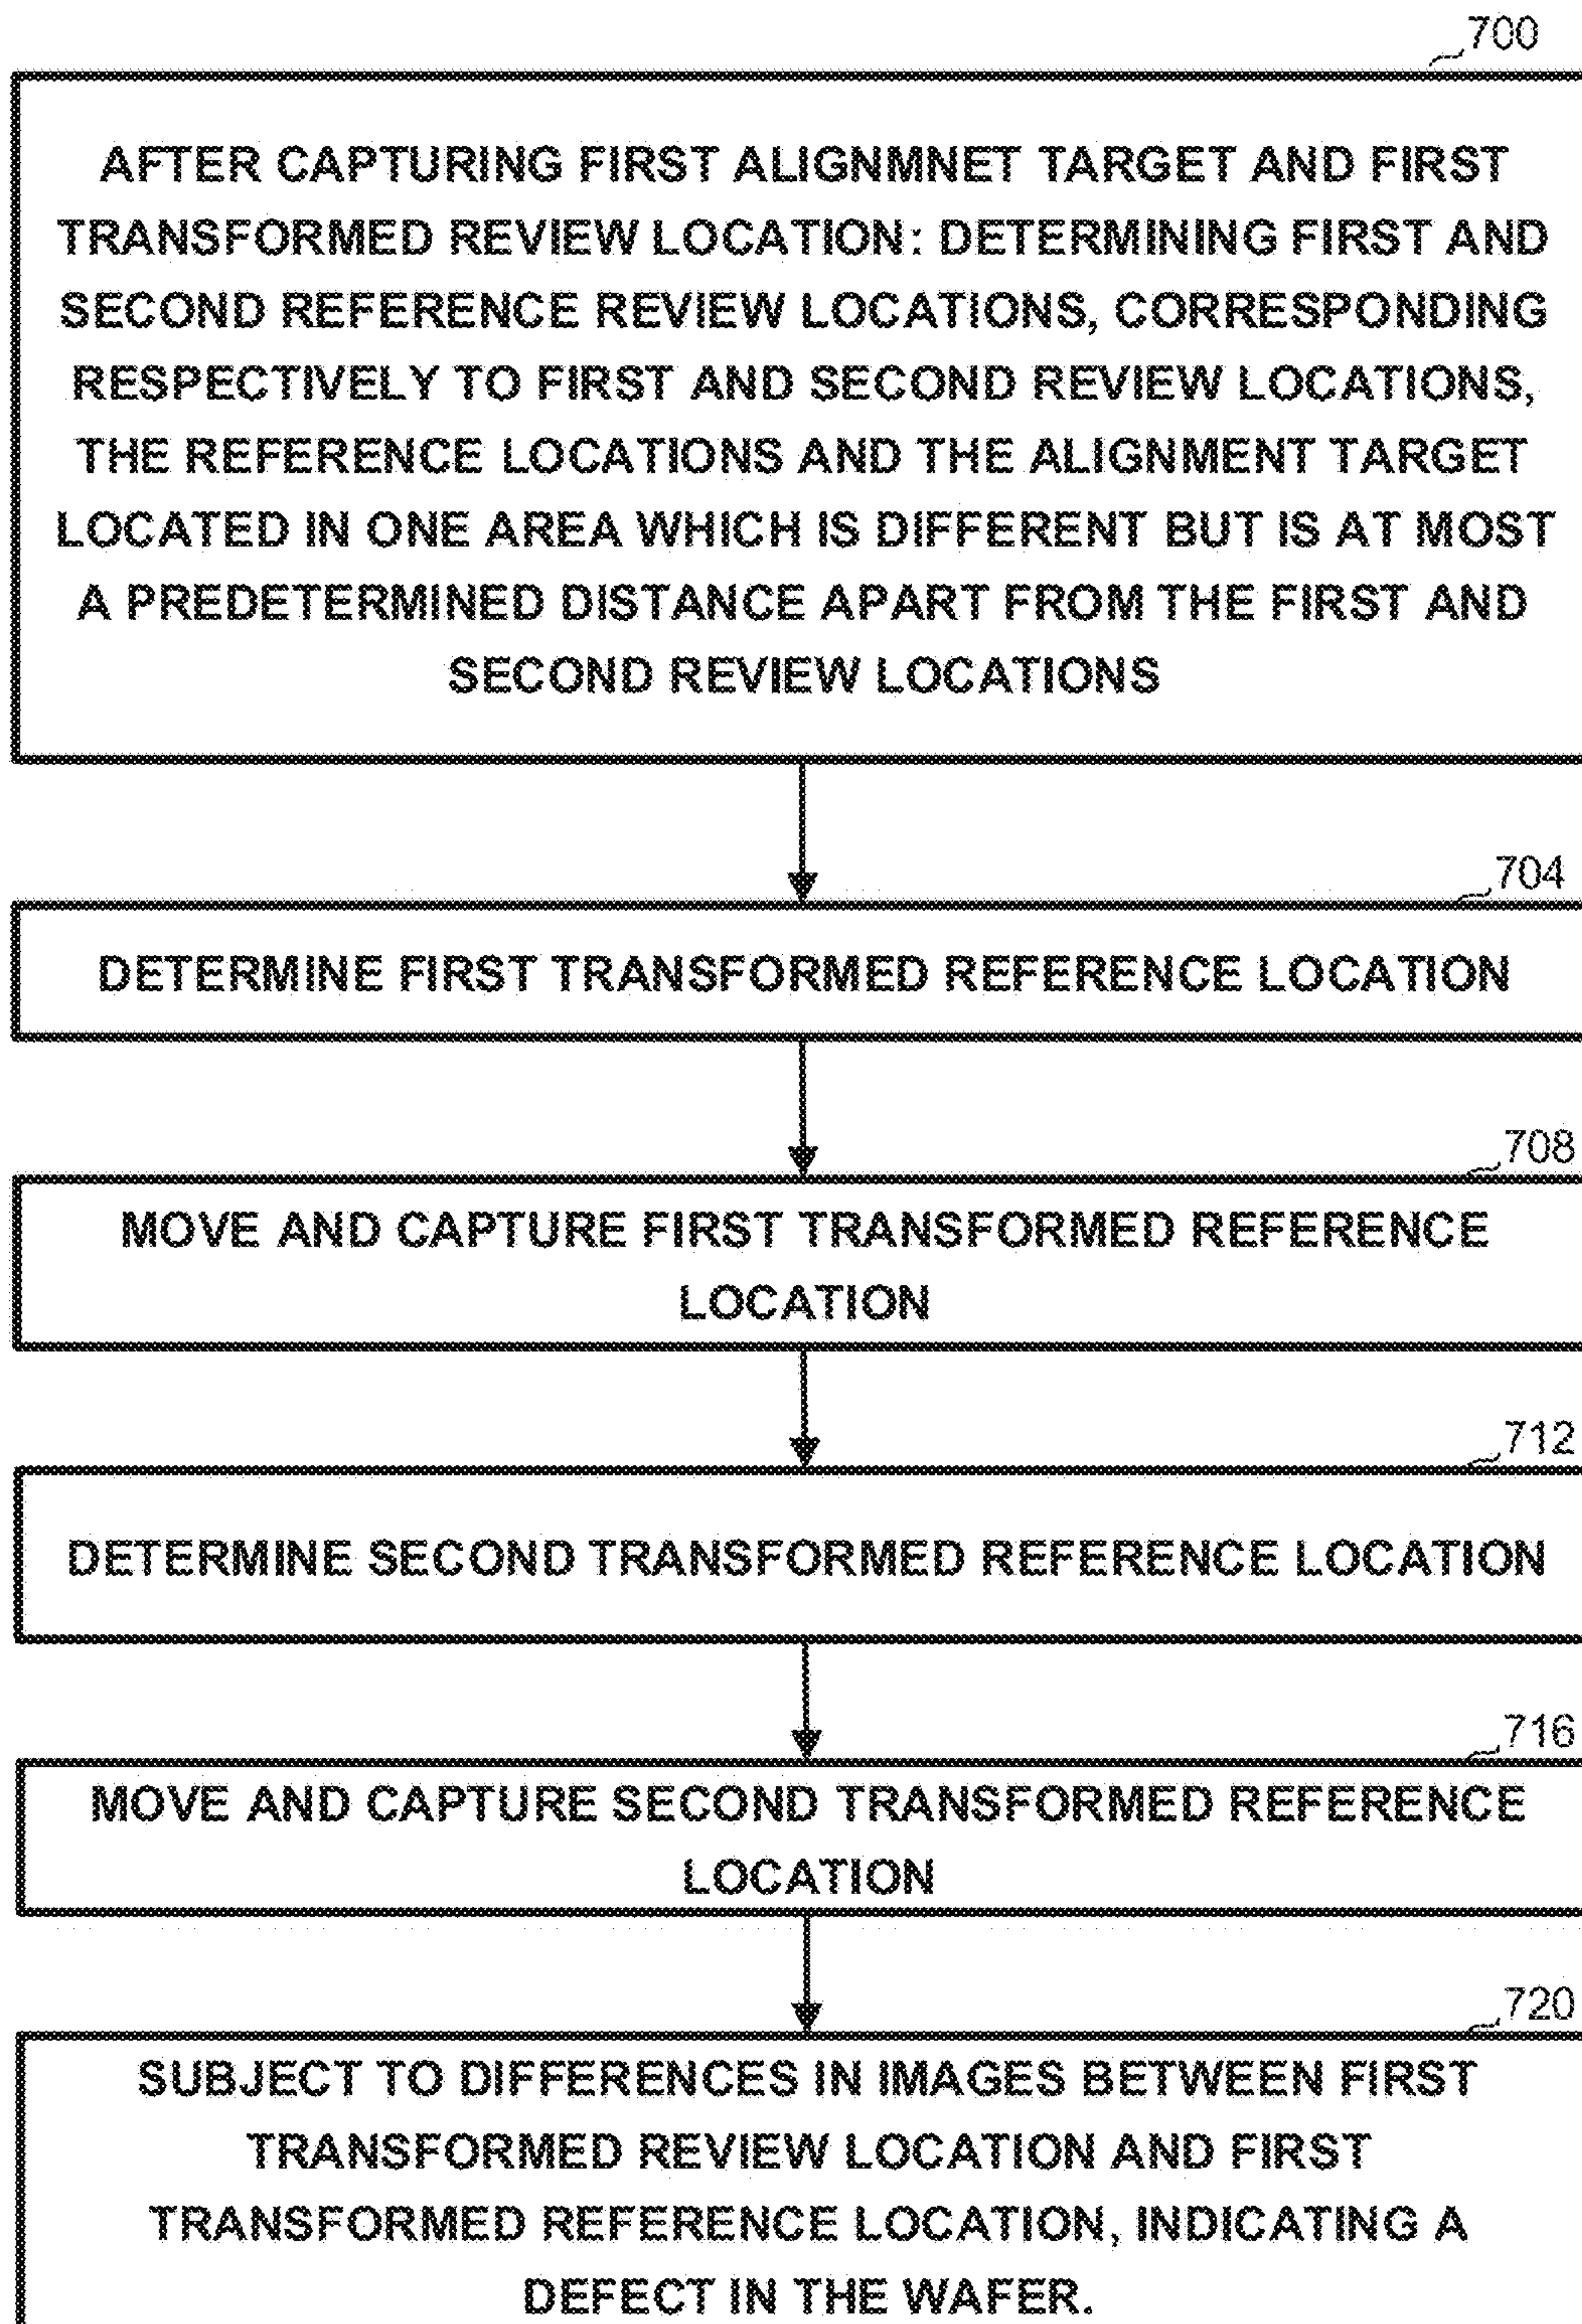 700
AFTER CAPTURING FIRST ALIGNMNET TARGET AND FIRST
TRANSFORMED REVIEW LOCATION: DETERMINING FIRST AND
SECOND REFERENCE REVIEW LOCATIONS, CORRESPONDING
RESPECTIVELY TO FIRST AND SECOND REVIEW LOCATIONS,
THE REFERENCE LOCATIONS AND THE ALIGNMENT TARGET
LOCATED IN ONE AREA WHICH IS DIFFERENT BUT IS AT MOST
A PREDETERMINED DISTANCE APART FROM THE FIRST AND
SECOND REVIEW LOCATIONS
704
DETERMINE FIRST TRANSFORMED REFERENCE LOCATION
708
MOVE AND CAPTURE FIRST TRANSFORMED REFERENCE
LOCATION
712
DETERMINE SECOND TRANSFORMED REFERENCE LOCATION
716
MOVE AND CAPTURE SECOND TRANSFORMED REFERENCE
LOCATION
720
SUBJECT TO DIFFERENCES IN IMAGES BETWEEN FIRST
TRANSFORMED REVIEW LOCATION AND FIRST
TRANSFORMED REFERENCE LOCATION, INDICATING A
DEFECT IN THE WAFER.